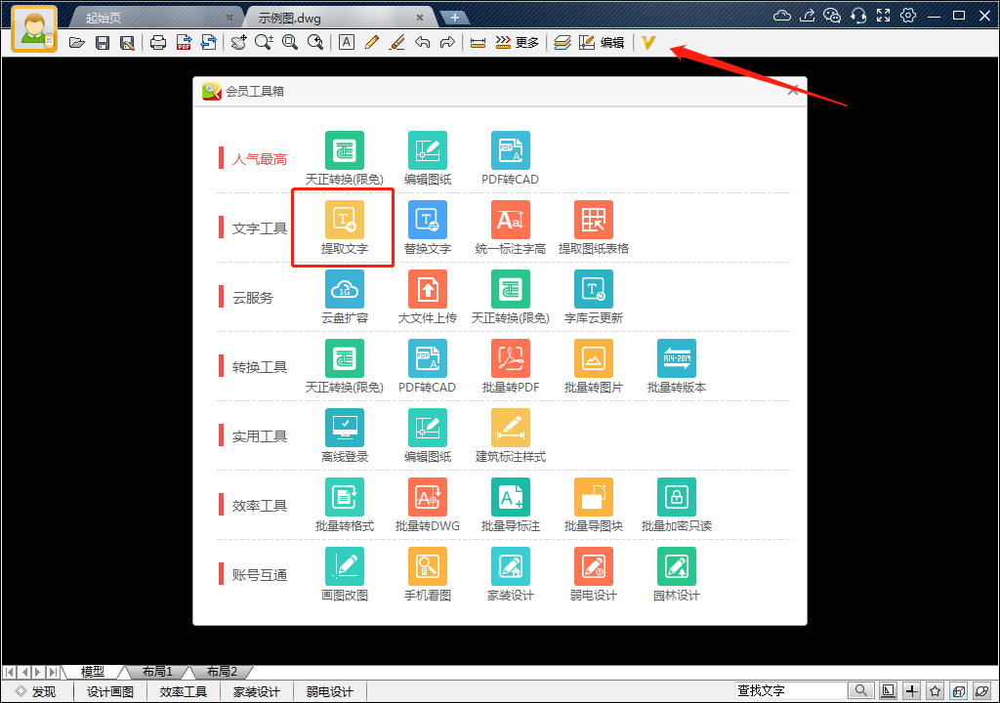 起始页
示例图.dwg
PDF
A
更多
编辑
会员工具箱
人气最高
天正转换(限免)
编辑图纸
PDF转CAD
文字工具
提取文字
替换文字
统一标注字高
提取图纸表格
云服务
云盘扩容
大文件上传
天正转换(限免)
字库云更新
转换工具
天正转换(限免)
PDF转CAD
批量转PDF
批量转图片
R14-2019
批量转版本
实用工具
离线登录
编辑图纸
建筑标注样式
效率工具
批量转格式
批量转DWG
批量导标注
批量导图块
批量加密只读
账号互通
画图改图
手机看图
家装设计
弱电设计
园林设计
模型
布局1
布局2
发现
设计画图
效率工具
家装设计
弱电设计
查找文字